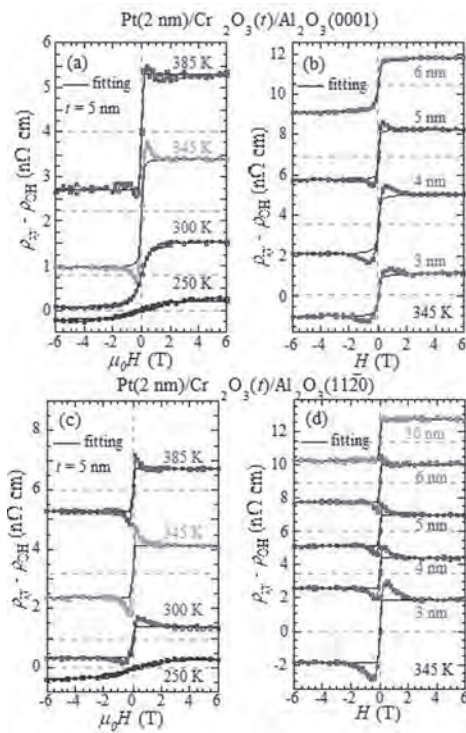 Pt(2 nm)/Cr2O3(t)/Al2O3(0001)
(a)
385 K
fitting
t = 5 nm
345 K
300 K
250 K
ρxy - ρOH (nΩ cm)
6
5
4
3
2
1
0
-6 -4 -2 0 2 4 6
μ0H (T)
(b)
fitting
6 nm
5 nm
4 nm
3 nm
345 K
ρxy - ρOH (nΩ cm)
12
10
8
6
4
2
0
-6 -4 -2 0 2 4 6
H (T)
Pt(2 nm)/Cr2O3(t)/Al2O3(112̄0)
(c)
fitting
385 K
t = 5 nm
345 K
300 K
250 K
ρxy - ρOH (nΩ cm)
8
6
4
2
0
-6 -4 -2 0 2 4 6
μ0H (T)
(d)
fitting
6 nm
5 nm
4 nm
3 nm
345 K
ρxy - ρOH (nΩ cm)
12
10
8
6
4
2
0
-2
-6 -4 -2 0 2 4 6
H (T)